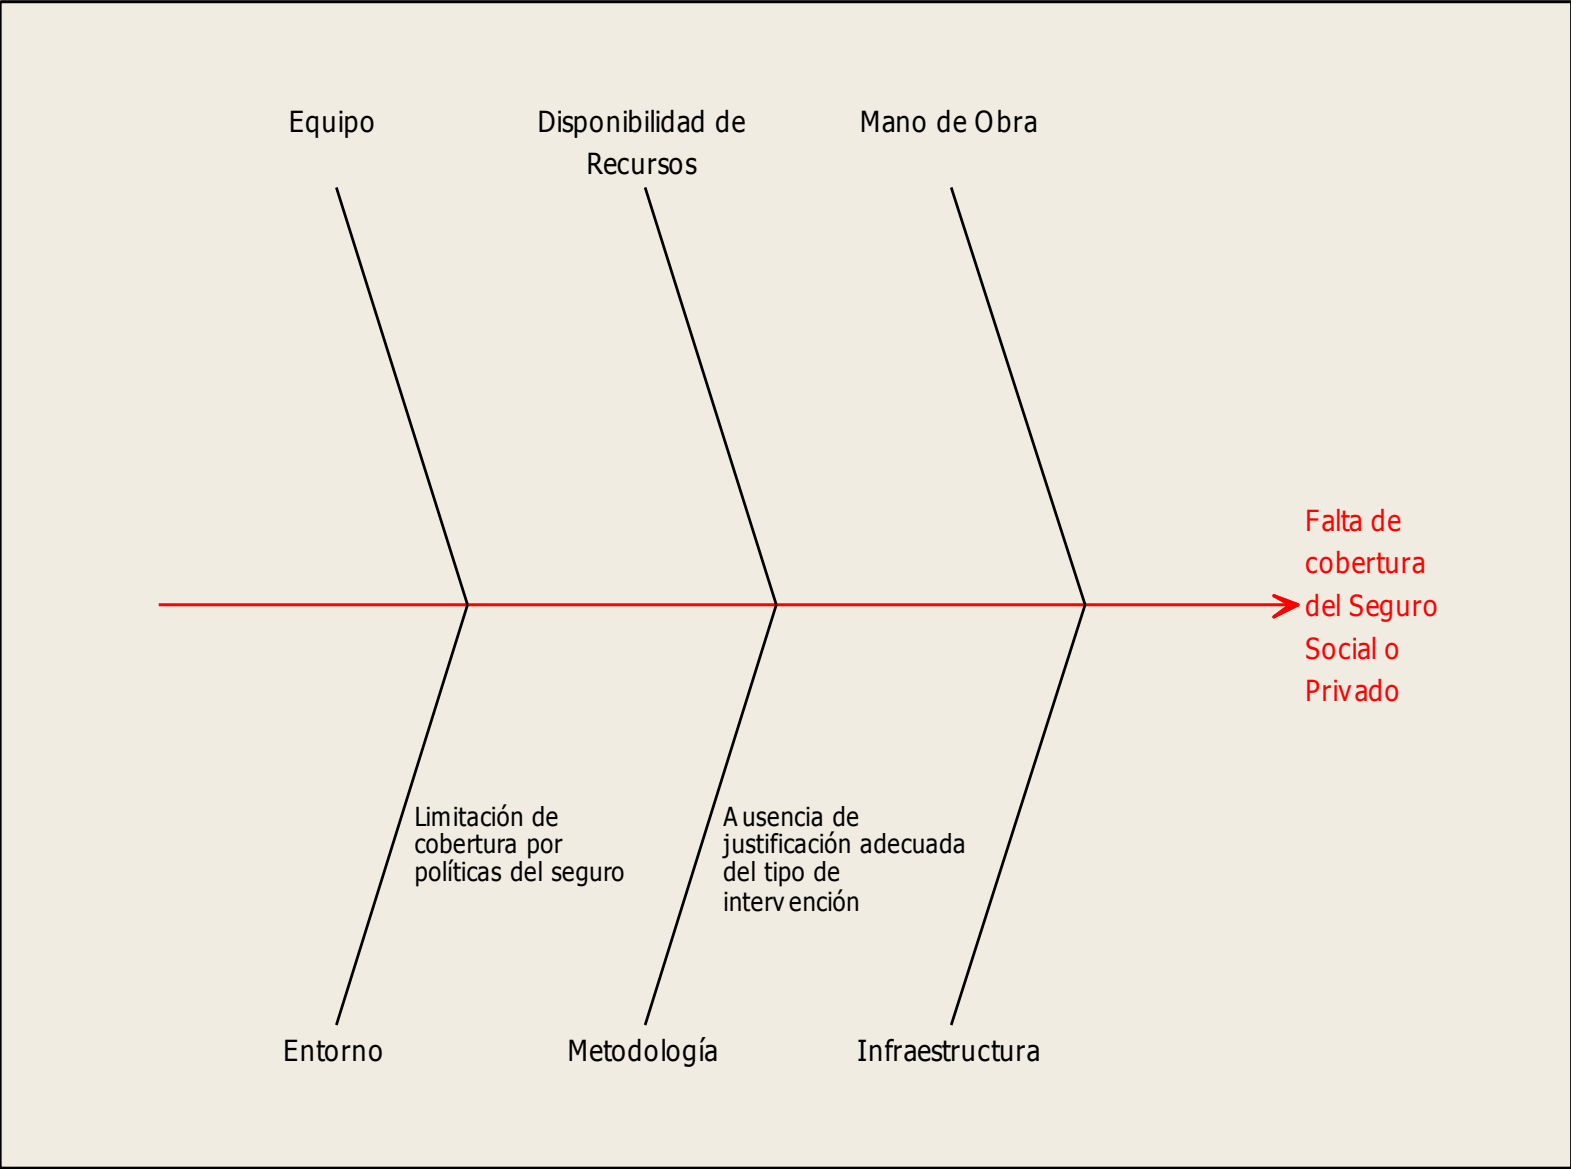 Equipo
Disponibilidad de
Recursos
Mano de Obra
Falta de
cobertura
del Seguro
Social o
Privado
Limitación de
cobertura por
políticas del seguro
Ausencia de
justificación adecuada
del tipo de
intervención
Entorno
Metodología
Infraestructura